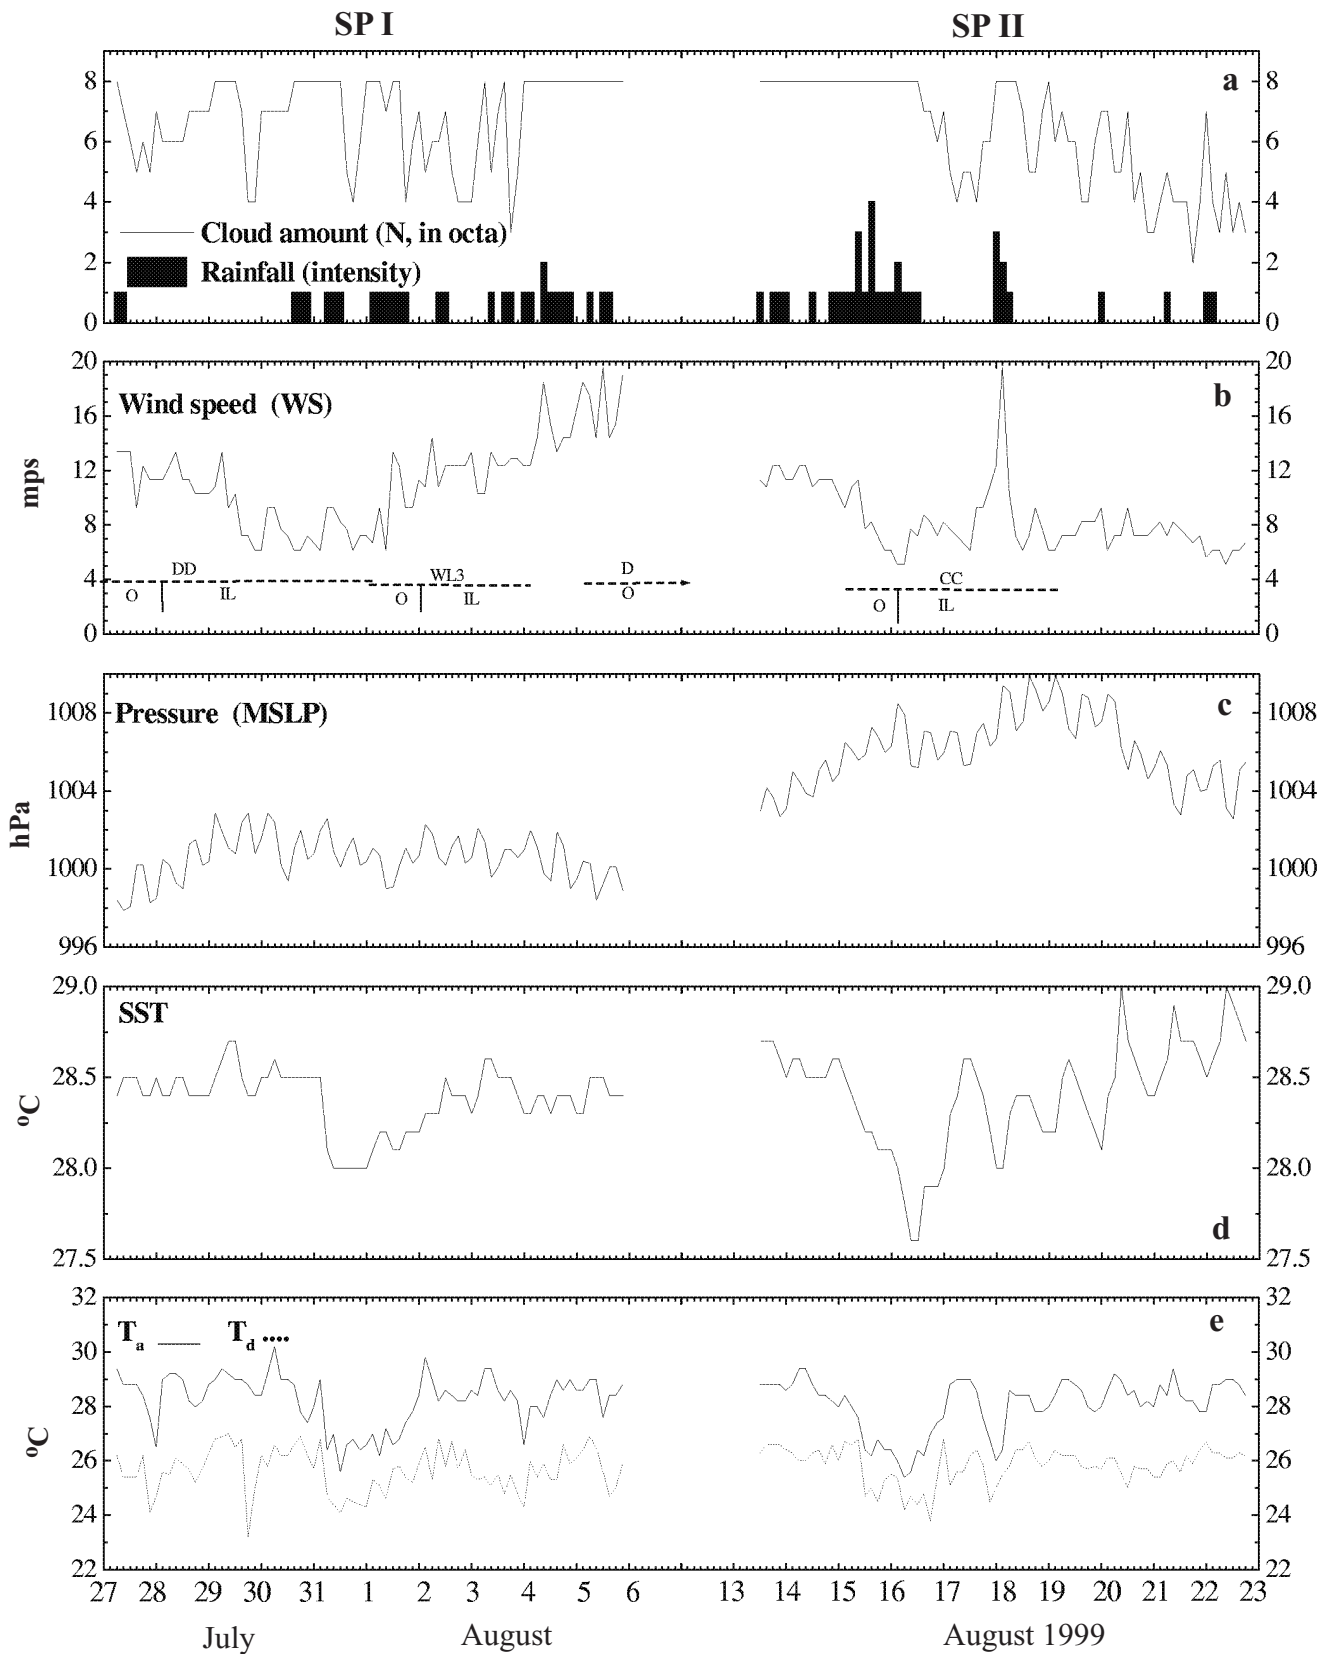 SP I SP II
a
8 8
6 6
4 4
Cloud amount (N, in octa)
2 Rainfall (intensity) 2
0 0
20 20
b
Wind speed (WS)
16 16
mps
12 12
8 8
DD WL3 D CC
4 4
O IL O IL O O IL
0 0
c
1008 Pressure (MSLP) 1008
1004 1004
hPa
1000 1000
996 996
29.0 29.0
SST
28.5 28.5
°C
28.0 28.0
d
27.5 27.5
32 32
e
Ta ___ Td ....
30 30
28 28
°C
26 26
24 24
22 22
27 28 29 30 31 1 2 3 4 5 6 13 14 15 16 17 18 19 20 21 22 23
July August August 1999